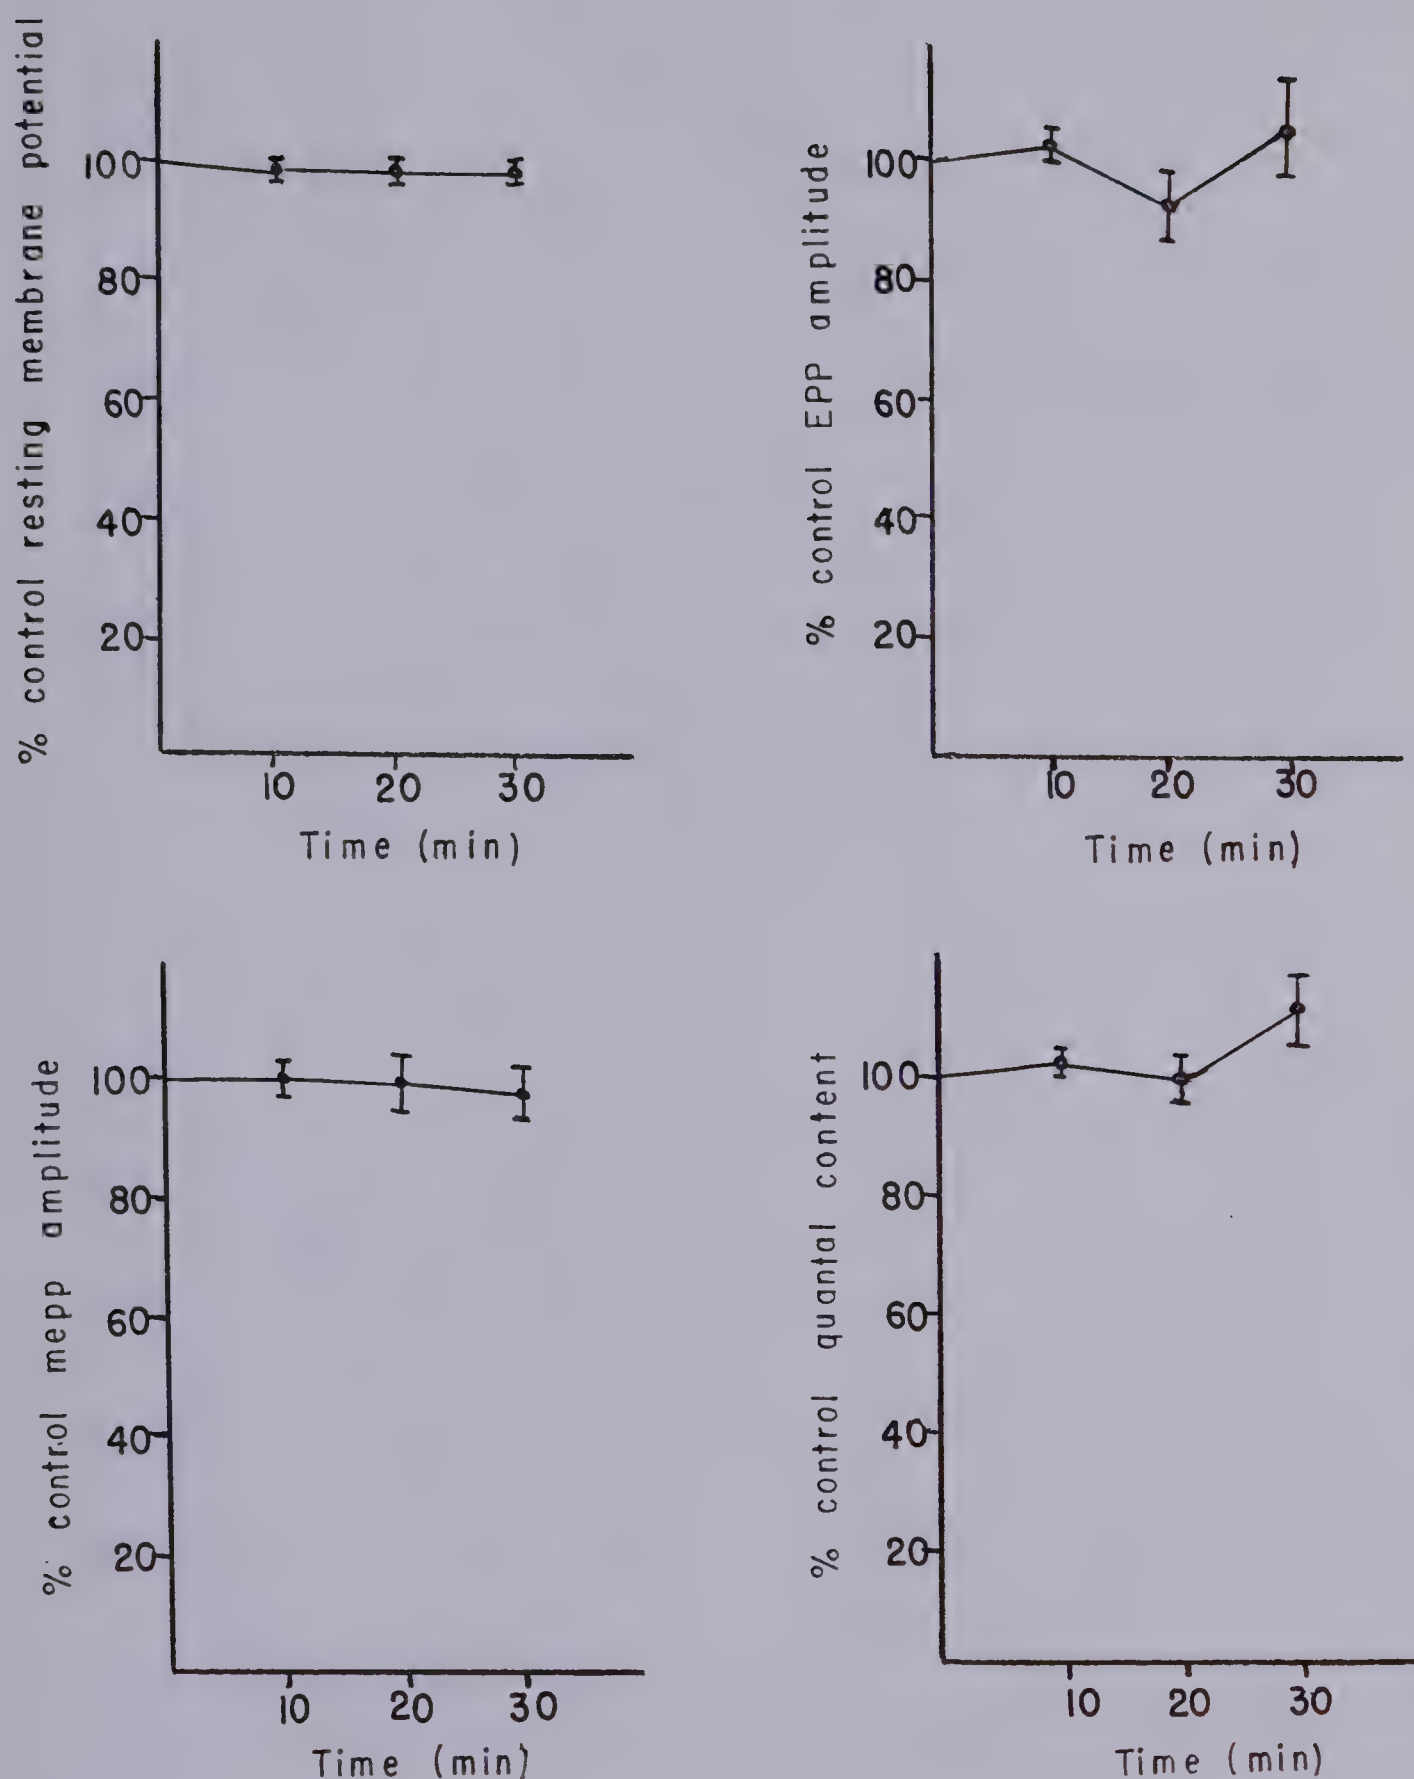 % control resting membrane potential
100
80
60
40
20
10 20 30
Time (min)
% control EPP amplitude
100
80
60
40
20
10 20 30
Time (min)
% control mepp amplitude
100
80
60
40
20
10 20 30
Time (min)
% control quantal content
100
80
60
40
20
10 20 30
Time (min)